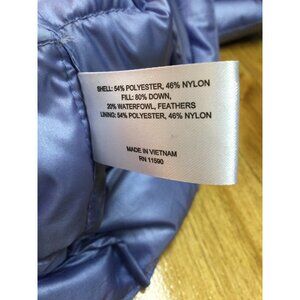 SHELL: 54% POLYESTER, 46% NYLON
FILL: 80% DOWN,
20% WATERFOWL, FEATHERS
LINING: 54% POLYESTER, 46% NYLON
MADE IN VIETNAM
RN 11590